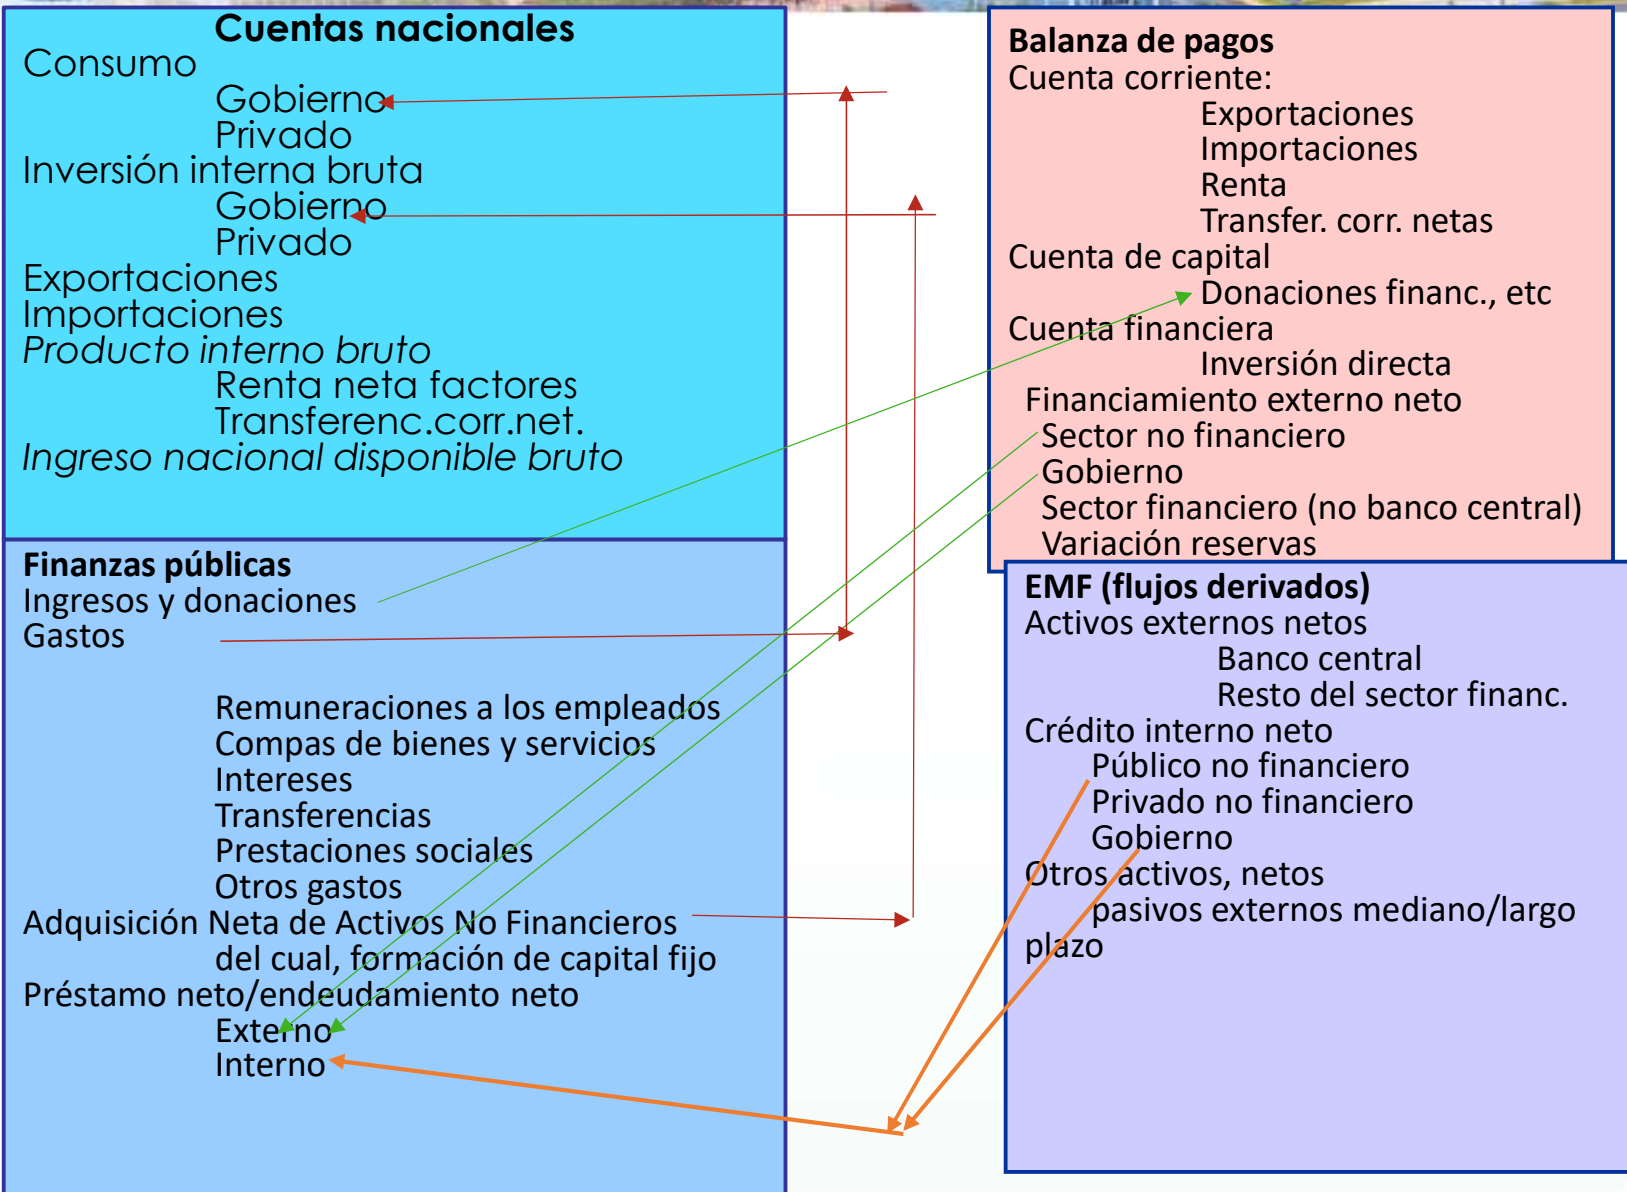 Cuentas nacionales
Consumo
Gobierno
Privado
Inversión interna bruta
Gobierno
Privado
Exportaciones
Importaciones
Producto interno bruto
Renta neta factores
Transferenc.corr.net.
Ingreso nacional disponible bruto
Finanzas públicas
Ingresos y donaciones
Gastos
Remuneraciones a los empleados
Compas de bienes y servicios
Intereses
Transferencias
Prestaciones sociales
Otros gastos
Adquisición Neta de Activos No Financieros
del cual, formación de capital fijo
Préstamo neto/endeudamiento neto
Externo
Interno
Balanza de pagos
Cuenta corriente:
Exportaciones
Importaciones
Renta
Transfer. corr. netas
Cuenta de capital
Donaciones financ., etc
Cuenta financiera
Inversión directa
Financiamiento externo neto
Sector no financiero
Gobierno
Sector financiero (no banco central)
Variación reservas
EMF (flujos derivados)
Activos externos netos
Banco central
Resto del sector financ.
Crédito interno neto
Público no financiero
Privado no financiero
Gobierno
Otros activos, netos
pasivos externos mediano/largo
plazo